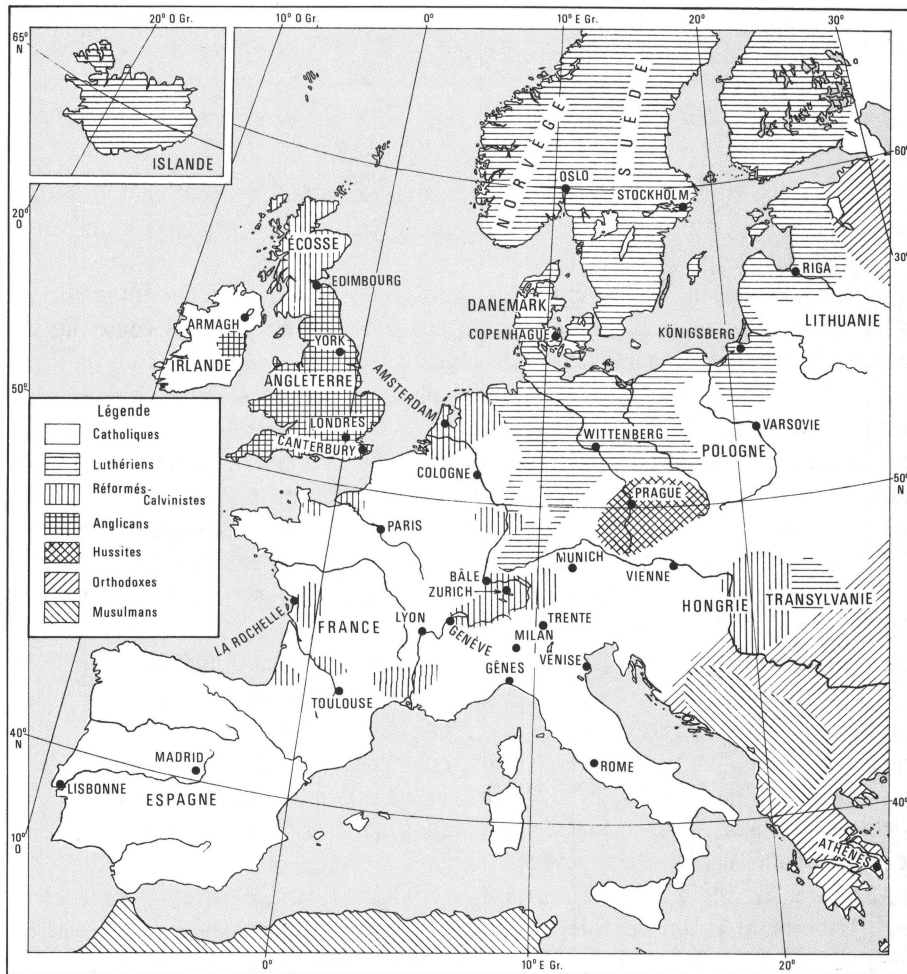 20° O Gr.
10° O Gr.
0°
10° E Gr.
20°
30°
65°
N
ISLANDE
60°
20°
O
30°
NORVÈGE
SUÈDE
OSLO
STOCKHOLM
ÉCOSSE
EDIMBOURG
RIGA
DANEMARK
LITHUANIE
ARMAGH
COPENHAGUE
KÖNIGSBERG
YORK
IRLANDE
ANGLETERRE
AMSTERDAM
50°
N
LONDRES
CANTERBURY
WITTENBERG
VARSOVIE
POLOGNE
COLOGNE
50°
N
PRAGUE
Légende
Catholiques
Luthériens
Réformés-
Calvinistes
Anglicans
Hussites
Orthodoxes
Musulmans
PARIS
MUNICH
VIENNE
BÂLE
ZURICH
HONGRIE
TRANSYLVANIE
LA ROCHELLE
FRANCE
LYON
GENÈVE
TRENTE
MILAN
VENISE
GÊNES
TOULOUSE
40°
N
MADRID
ROME
LISBONNE
ESPAGNE
40°
10°
O
ATHÈNES
0°
10° E Gr.
20°